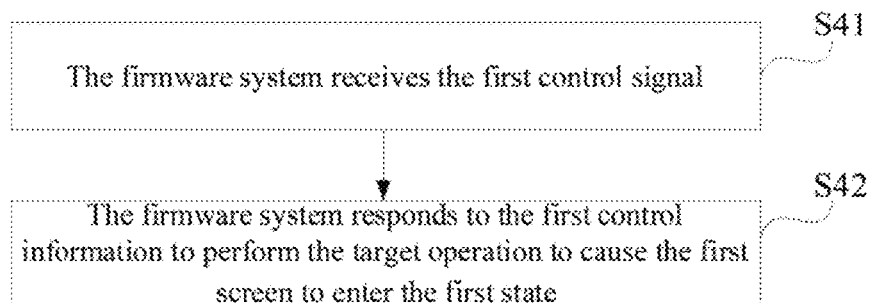 S41
The firmware system receives the first control signal
S42
The firmware system responds to the first control
information to perform the target operation to cause the first
screen to enter the first state